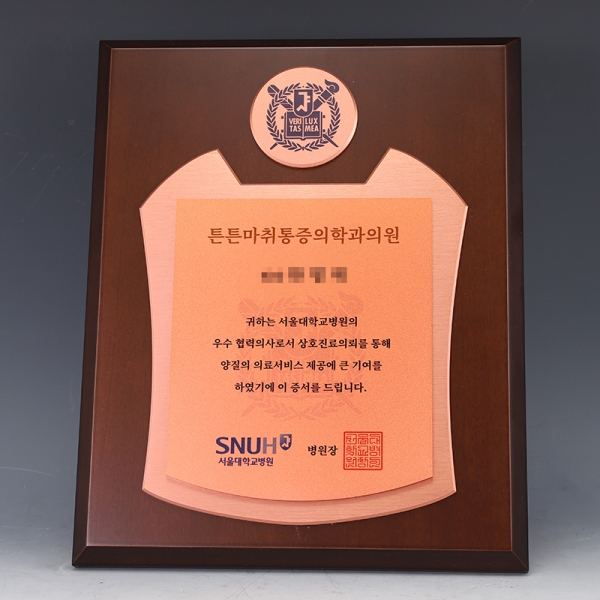 VERI LUX
TAS MEA
튼튼마취통증의학과의원
귀하는 서울대학교병원의
우수 협력의사로서 상호진료의뢰를 통해
양질의 의료서비스 제공에 큰 기여를
하였기에 이 증서를 드립니다.
SNUH
서울대학교병원
병원장